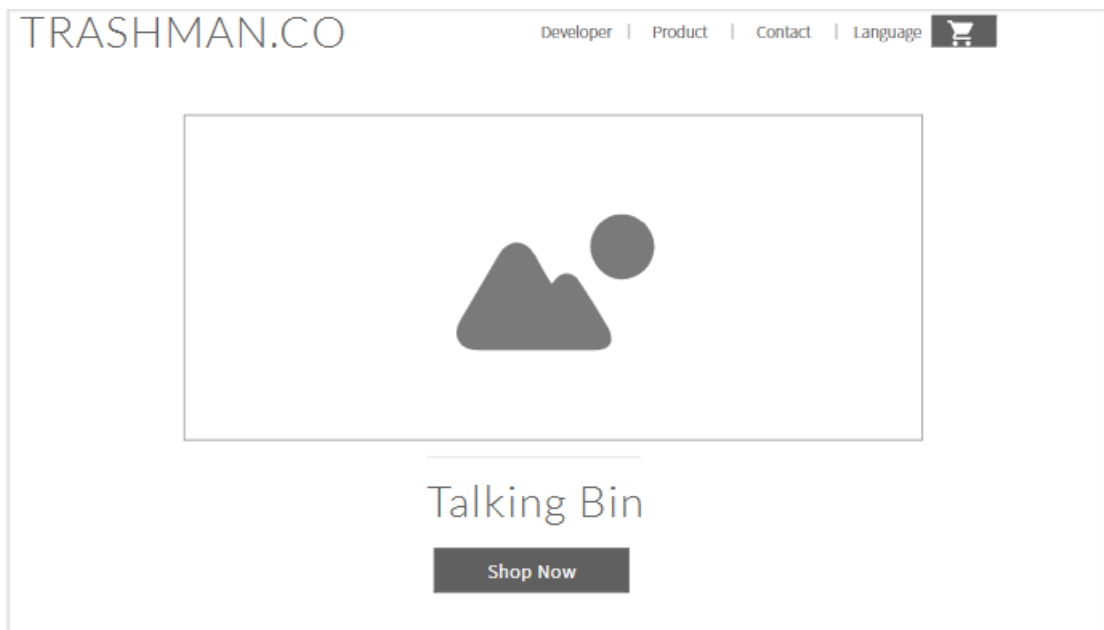 TRASHMAN.CO
Developer | Product | Contact | Language
Talking Bin
Shop Now